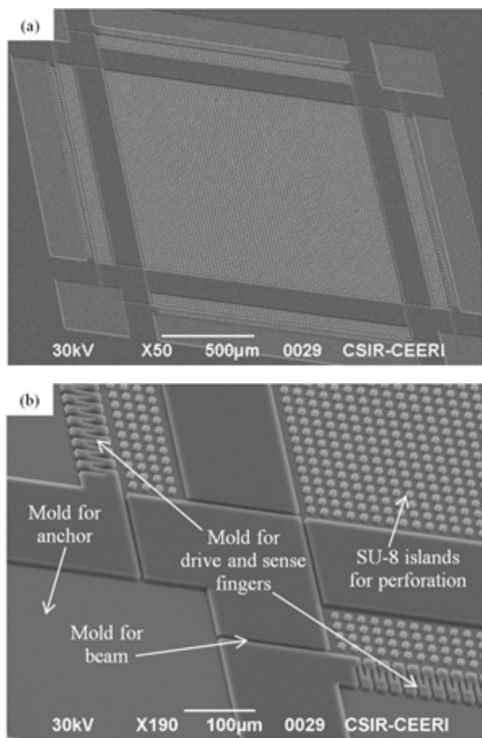 (a)
30kV X50 500μm 0029 CSIR-CEERI
(b)
Mold for
anchor
Mold for
drive and sense
fingers
SU-8 islands
for perforation
Mold for
beam
30kV X190 100μm 0029 CSIR-CEERI